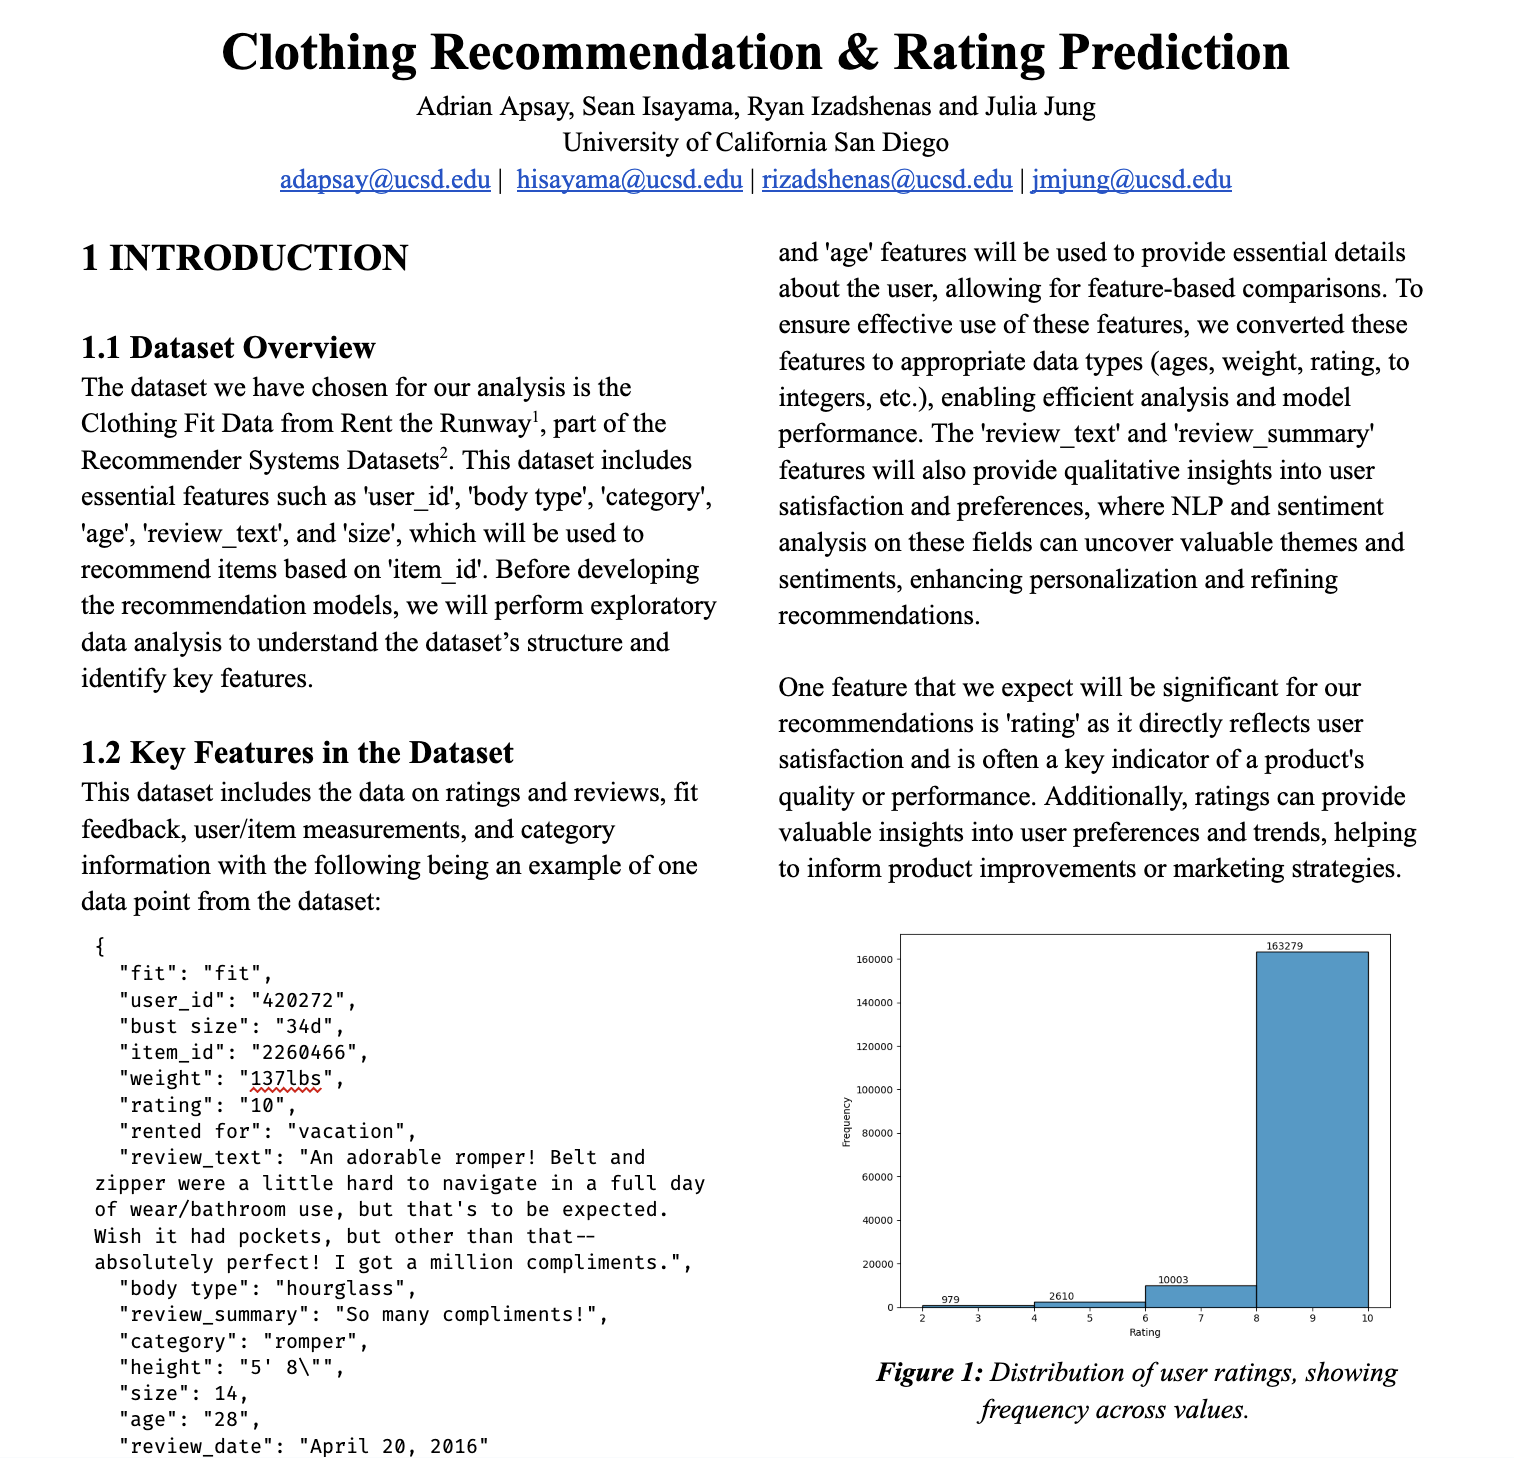 Clothing Recommendation & Rating Prediction
Adrian Apsay, Sean Isayama, Ryan Izadshenas and Julia Jung
University of California San Diego
adapsay@ucsd.edu | hisayama@ucsd.edu | rizadshenas@ucsd.edu | jmjung@ucsd.edu
1 INTRODUCTION
1.1 Dataset Overview
The dataset we have chosen for our analysis is the
Clothing Fit Data from Rent the Runway¹, part of the
Recommender Systems Datasets². This dataset includes
essential features such as 'user_id', 'body type', 'category',
'age', 'review_text', and 'size', which will be used to
recommend items based on 'item_id'. Before developing
the recommendation models, we will perform exploratory
data analysis to understand the dataset’s structure and
identify key features.
1.2 Key Features in the Dataset
This dataset includes the data on ratings and reviews, fit
feedback, user/item measurements, and category
information with the following being an example of one
data point from the dataset:
{
"fit": "fit",
"user_id": "420272",
"bust size": "34d",
"item_id": "2260466",
"weight": "137lbs",
"rating": "10",
"rented for": "vacation",
"review_text": "An adorable romper! Belt and
zipper were a little hard to navigate in a full day
of wear/bathroom use, but that's to be expected.
Wish it had pockets, but other than that--
absolutely perfect! I got a million compliments.",
"body type": "hourglass",
"review_summary": "So many compliments!",
"category": "romper",
"height": "5' 8\"",
"size": 14,
"age": "28",
"review_date": "April 20, 2016"
and 'age' features will be used to provide essential details
about the user, allowing for feature-based comparisons. To
ensure effective use of these features, we converted these
features to appropriate data types (ages, weight, rating, to
integers, etc.), enabling efficient analysis and model
performance. The 'review_text' and 'review_summary'
features will also provide qualitative insights into user
satisfaction and preferences, where NLP and sentiment
analysis on these fields can uncover valuable themes and
sentiments, enhancing personalization and refining
recommendations.
One feature that we expect will be significant for our
recommendations is 'rating' as it directly reflects user
satisfaction and is often a key indicator of a product's
quality or performance. Additionally, ratings can provide
valuable insights into user preferences and trends, helping
to inform product improvements or marketing strategies.
163279
160000
140000
120000
100000
Frequency
80000
60000
40000
20000
10003
2610
979
0
2 3 4 5 6 7 8 9 10
Rating
Figure 1: Distribution of user ratings, showing
frequency across values.